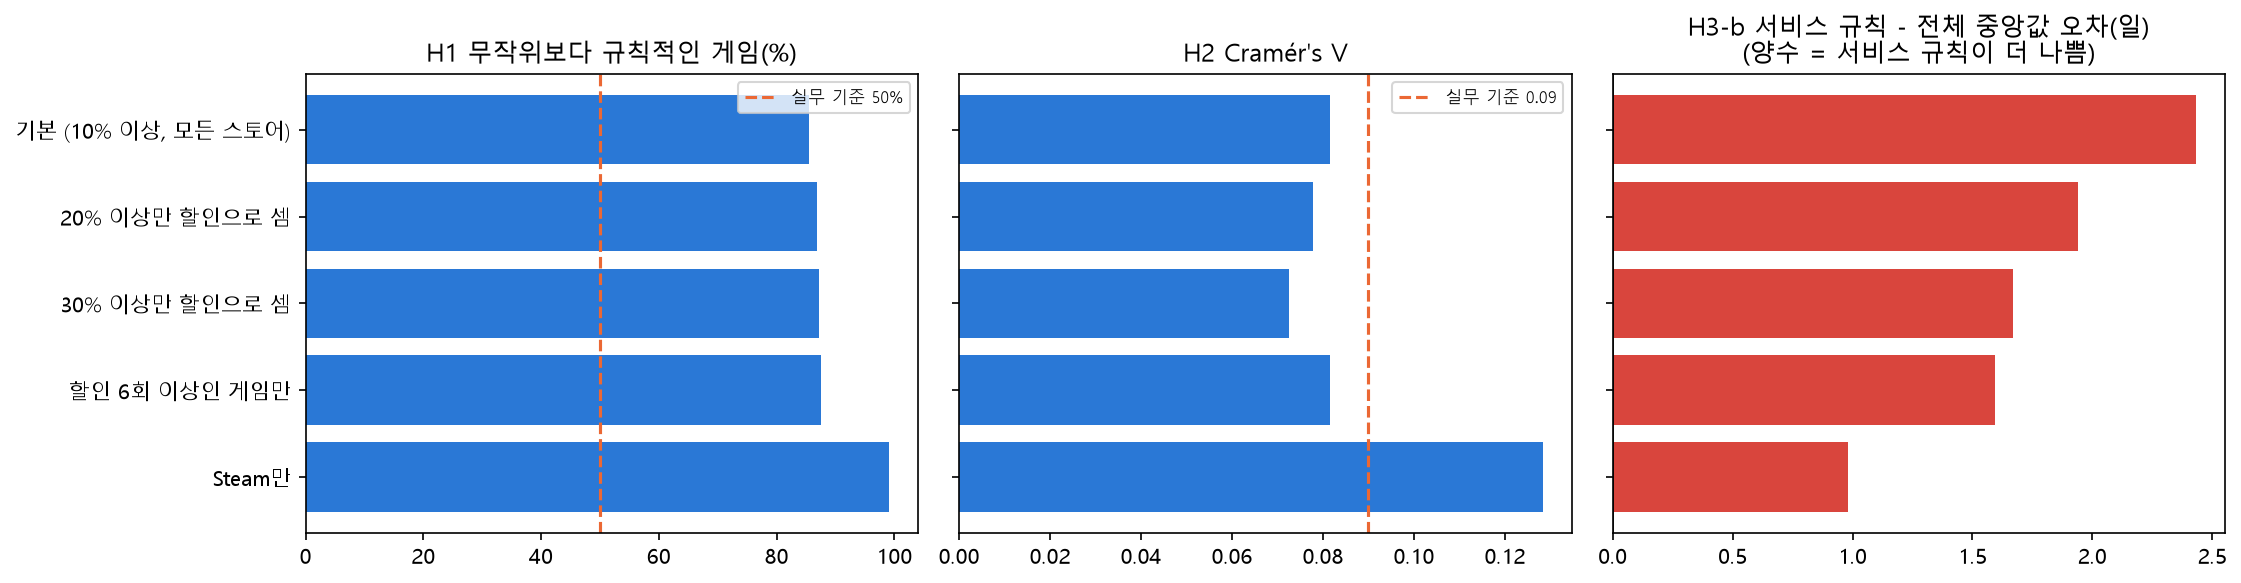 H1 무작위보다 규칙적인 게임(%)
실무 기준 50%
기본 (10% 이상, 모든 스토어)
20% 이상만 할인으로 셈
30% 이상만 할인으로 셈
할인 6회 이상인 게임만
Steam만
0 20 40 60 80 100
H2 Cramér's V
실무 기준 0.09
0.00 0.02 0.04 0.06 0.08 0.10 0.12
H3-b 서비스 규칙 - 전체 중앙값 오차(일)
(양수 = 서비스 규칙이 더 나쁨)
0.0 0.5 1.0 1.5 2.0 2.5